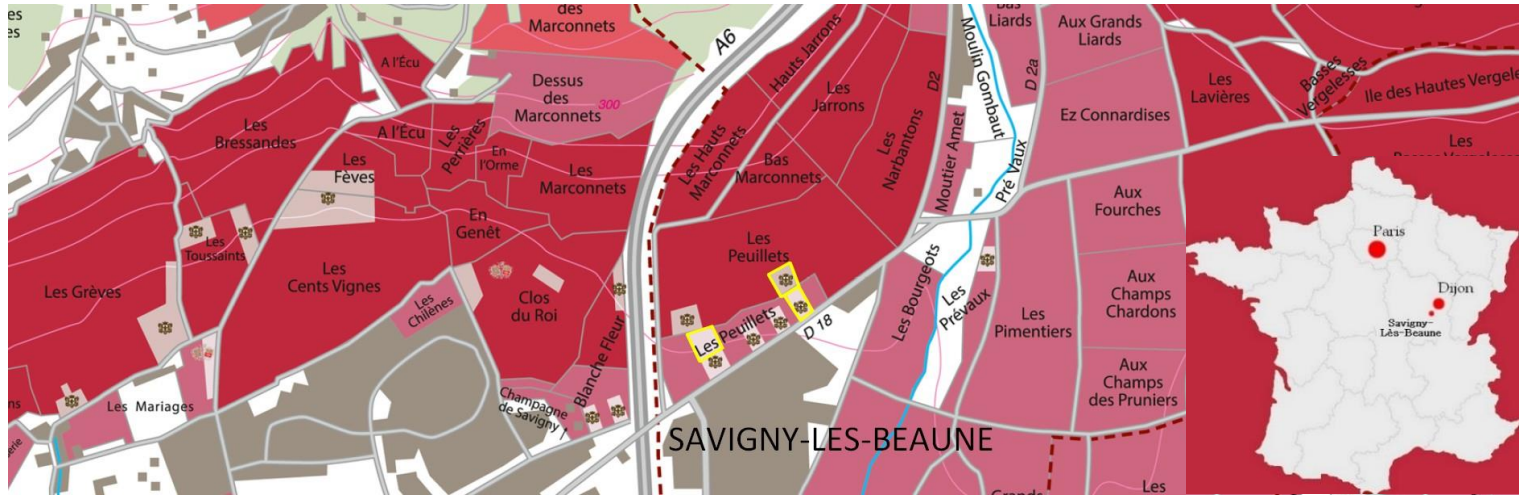 des
Marconnets
A6
Hauts Jarrons
Liards
Moulin Gombaut
D 2a
Aux Grands
Liards
A l'Écu
Dessus
des
Marconnets
300
Les
Jarrons
D2
Les
Lavières
Basses
Vergelesses
Ile des Hautes Vergele
Les
Bressandes
A l'Écu
Les
Perrières
En
l'Orme
Les
Marconnets
Les Hauts
Marconnets
Bas
Marconnets
Les
Narbantons
Moutier Amet
Pré Vaux
Ez Connardises
Les
Les
Fèves
En
Genêt
Aux
Fourches
Les
Toussaints
Les
Peuillets
Les Grèves
Les
Cents Vignes
Les
Chilènes
Clos
du Roi
Blanche Fleur
Les Peuillets
D 18
Les Bourgeots
Les
Prévaux
Les
Pimentiers
Aux
Champs
Chardons
Aux
Champs
des Pruniers
Les Mariages
Champagne
de Savigny
SAVIGNY-LES-BEAUNE
Grands
Les
Paris
Dijon
Savigny-
Lès-Beaune